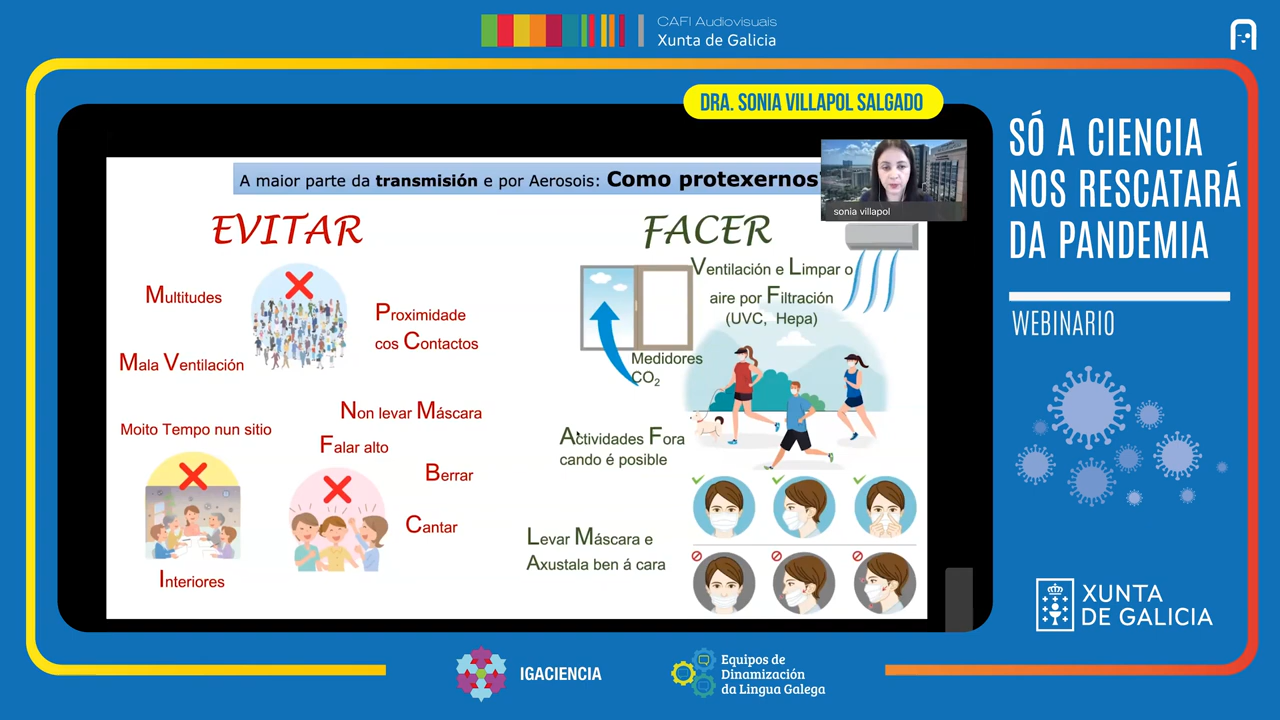 CAFI Audiovisuais
Xunta de Galicia
DRA. SONIA VILLAPOL SALGADO
SÓ A CIENCIA
NOS RESCATARÁ
DA PANDEMIA
WEBINARIO
A maior parte da transmisión e por Aerosois: Como protexernos
sonia villapol
EVITAR
Multitudes
Proximidade
cos Contactos
Mala Ventilación
Non levar Máscara
Moito Tempo nun sitio
Falar alto
Berrar
Cantar
Interiores
FACER
Ventilación e Limpar o
aire por Filtración
(UVC, Hepa)
Medidores
CO₂
Actividades Fora
cando é posible
Levar Máscara e
Axustala ben á cara
XUNTA
DE GALICIA
IGACIENCIA
Equipos de
Dinamización
da Lingua Galega